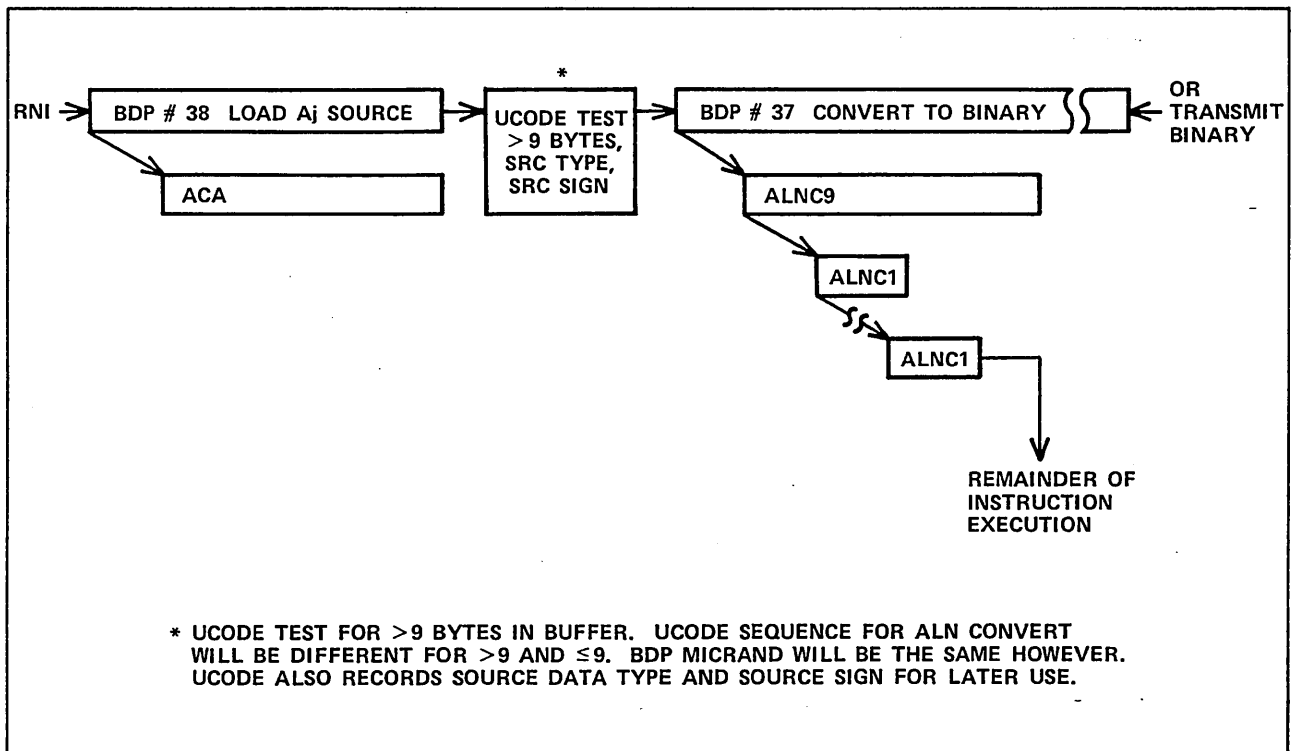 *
RNI
BDP # 38 LOAD Aj SOURCE
UCODE TEST
> 9 BYTES,
SRC TYPE,
SRC SIGN
BDP # 37 CONVERT TO BINARY
OR
TRANSMIT
BINARY
ACA
ALNC9
ALNC1
ALNC1
REMAINDER OF
INSTRUCTION
EXECUTION
* UCODE TEST FOR >9 BYTES IN BUFFER. UCODE SEQUENCE FOR ALN CONVERT
WILL BE DIFFERENT FOR >9 AND ≤9. BDP MICRAND WILL BE THE SAME HOWEVER.
UCODE ALSO RECORDS SOURCE DATA TYPE AND SOURCE SIGN FOR LATER USE.